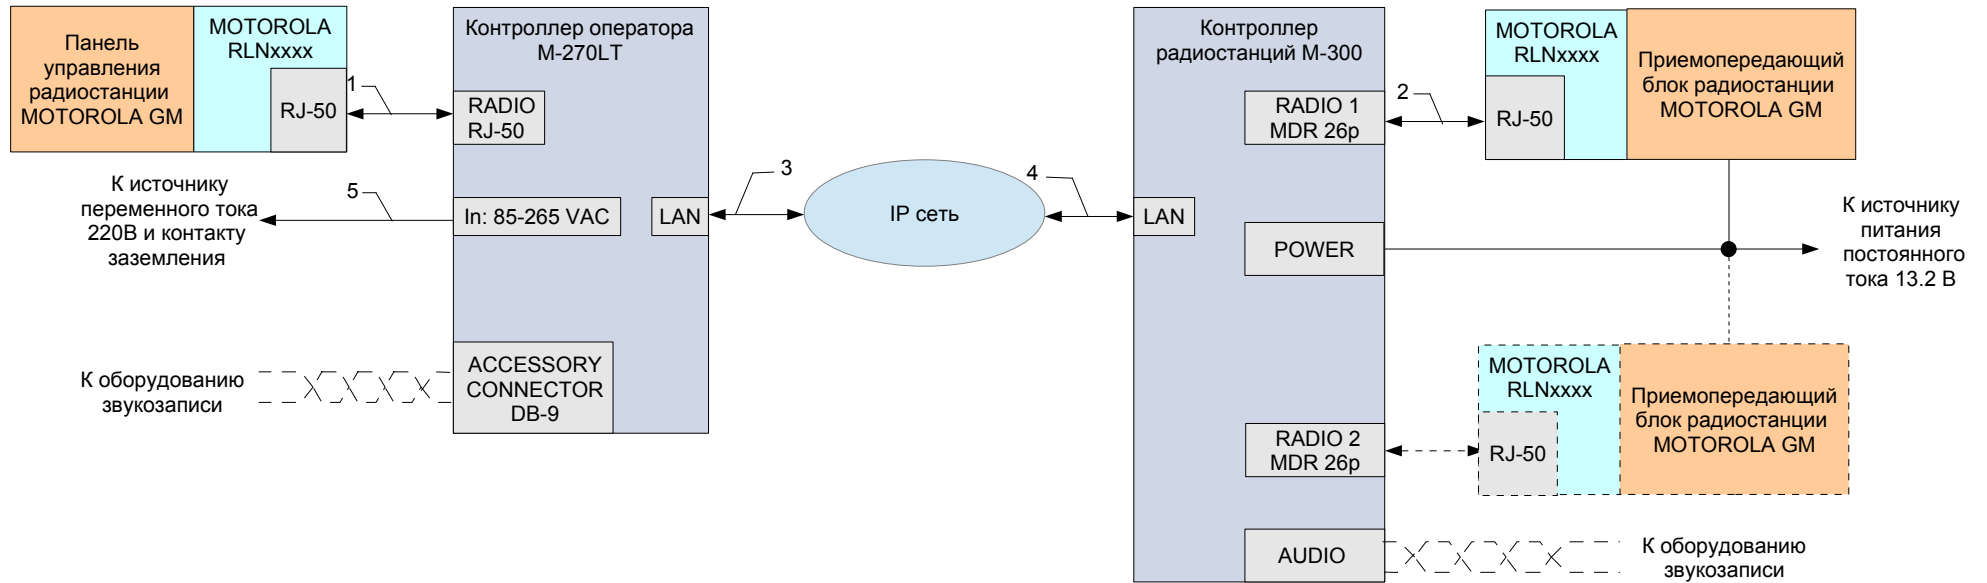 Панель
управления
радиостанции
MOTOROLA GM
MOTOROLA
RLNxxxx
RJ-50
1
Контроллер оператора
M-270LT
RADIO
RJ-50
К источнику
переменного тока
220В и контакту
заземления
5
In: 85-265 VAC
LAN
3
IP сеть
4
К оборудованию
звукозаписи
ACCESSORY
CONNECTOR
DB-9
Контроллер
радиостанций М-300
RADIO 1
MDR 26p
2
LAN
POWER
MOTOROLA
RLNxxxx
RJ-50
Приемопередающий
блок радиостанции
MOTOROLA GM
К источнику
питания
постоянного
тока 13.2 В
RADIO 2
MDR 26p
MOTOROLA
RLNxxxx
RJ-50
Приемопередающий
блок радиостанции
MOTOROLA GM
AUDIO
К оборудованию
звукозаписи